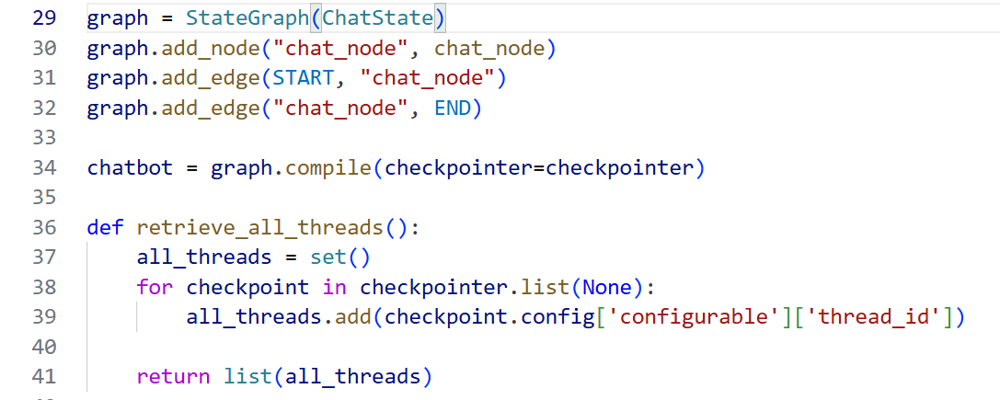 29 graph = StateGraph(ChatState)
30 graph.add_node("chat_node", chat_node)
31 graph.add_edge(START, "chat_node")
32 graph.add_edge("chat_node", END)
33
34 chatbot = graph.compile(checkpointer=checkpointer)
35
36 def retrieve_all_threads():
37     all_threads = set()
38     for checkpoint in checkpointer.list(None):
39         all_threads.add(checkpoint.config['configurable']['thread_id'])
40
41     return list(all_threads)